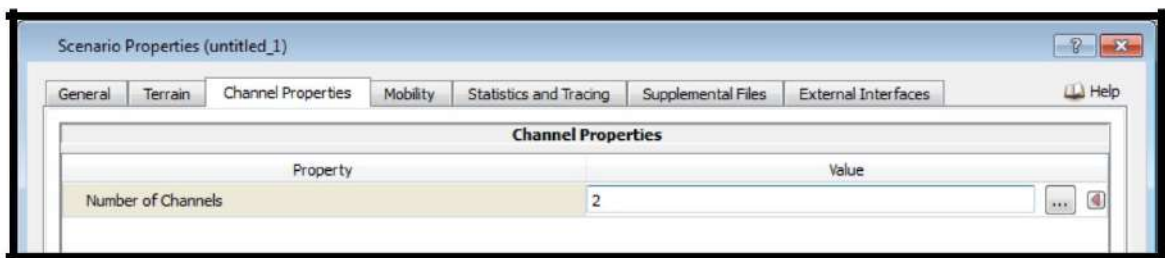 Scenario Properties (untitled_1)
General Terrain Channel Properties Mobility Statistics and Tracing Supplemental Files External Interfaces Help
Channel Properties
Property Value
Number of Channels 2 ...